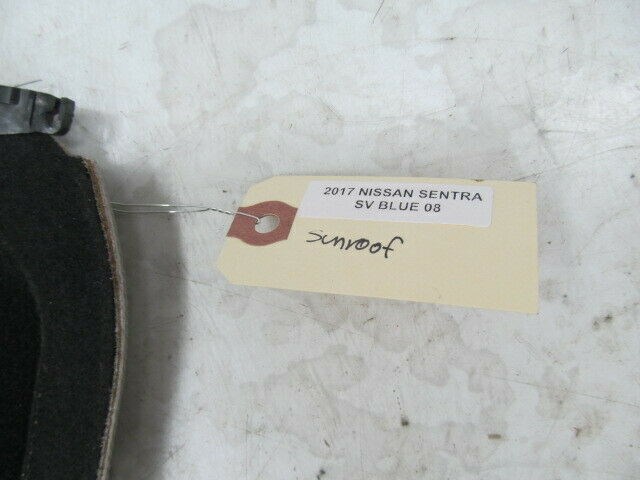 2017 NISSAN SENTRA
SV BLUE 08
sunroof